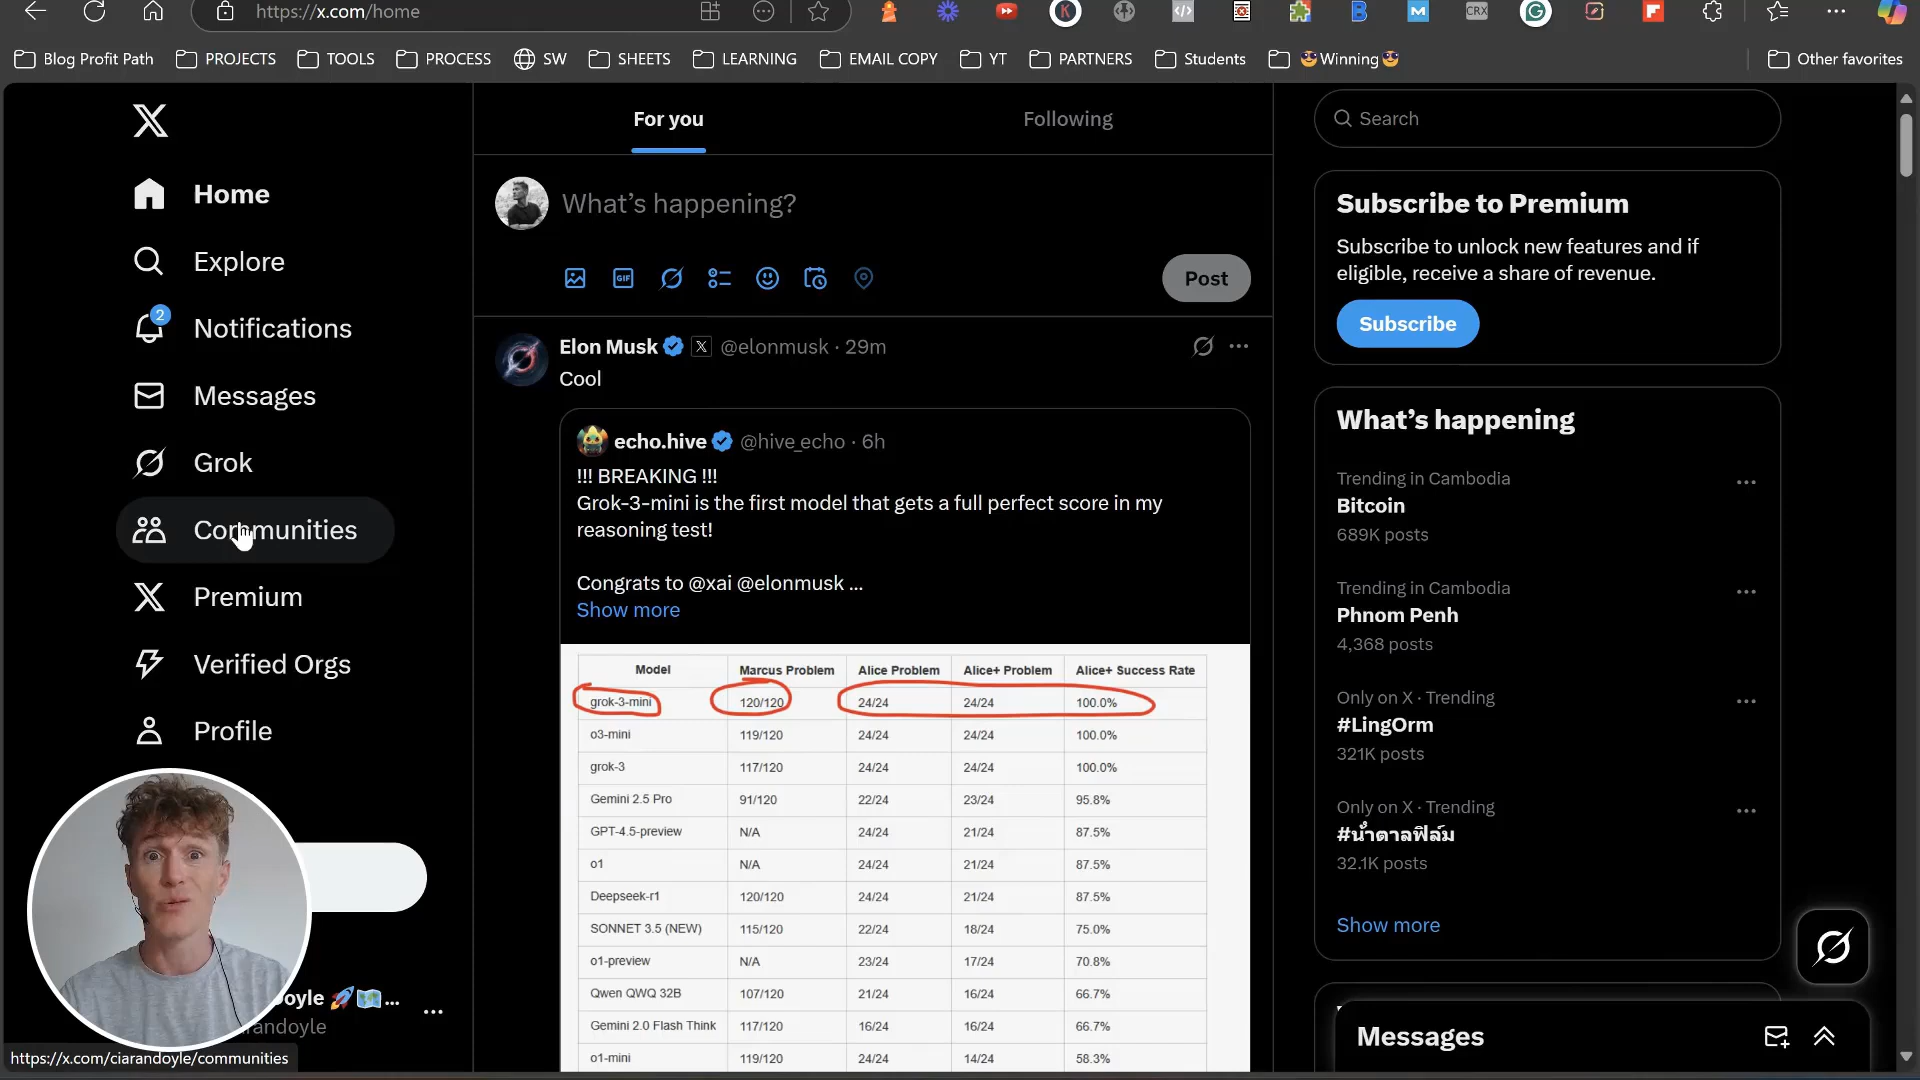 https://x.com/home
Blog Profit Path
PROJECTS
TOOLS
PROCESS
SW
SHEETS
LEARNING
EMAIL COPY
YT
PARTNERS
Students
😎Winning😎
Other favorites
Home
Explore
2
Notifications
Messages
Grok
Communities
Premium
Verified Orgs
Profile
oyle 🚀🗺️...
randoyle
https://x.com/ciarandoyle/communities
For you
Following
What's happening?
GIF
Post
Elon Musk @elonmusk · 29m
Cool
echo.hive @hive_echo · 6h
!!! BREAKING !!!
Grok-3-mini is the first model that gets a full perfect score in my
reasoning test!
Congrats to @xai @elonmusk ...
Show more
Model Marcus Problem Alice Problem Alice+ Problem Alice+ Success Rate
grok-3-mini 120/120 24/24 24/24 100.0%
o3-mini 119/120 24/24 24/24 100.0%
grok-3 117/120 24/24 24/24 100.0%
Gemini 2.5 Pro 91/120 22/24 23/24 95.8%
GPT-4.5-preview N/A 24/24 21/24 87.5%
o1 N/A 24/24 21/24 87.5%
Deepseek-r1 120/120 24/24 21/24 87.5%
SONNET 3.5 (NEW) 115/120 22/24 18/24 75.0%
o1-preview N/A 23/24 17/24 70.8%
Qwen QWQ 32B 107/120 21/24 16/24 66.7%
Gemini 2.0 Flash Think 117/120 16/24 16/24 66.7%
o1-mini 119/120 24/24 14/24 58.3%
Search
Subscribe to Premium
Subscribe to unlock new features and if
eligible, receive a share of revenue.
Subscribe
What's happening
Trending in Cambodia
Bitcoin
689K posts
Trending in Cambodia
Phnom Penh
4,368 posts
Only on X · Trending
#LingOrm
321K posts
Only on X · Trending
#น้ำตาลฟิล์ม
32.1K posts
Show more
Messages